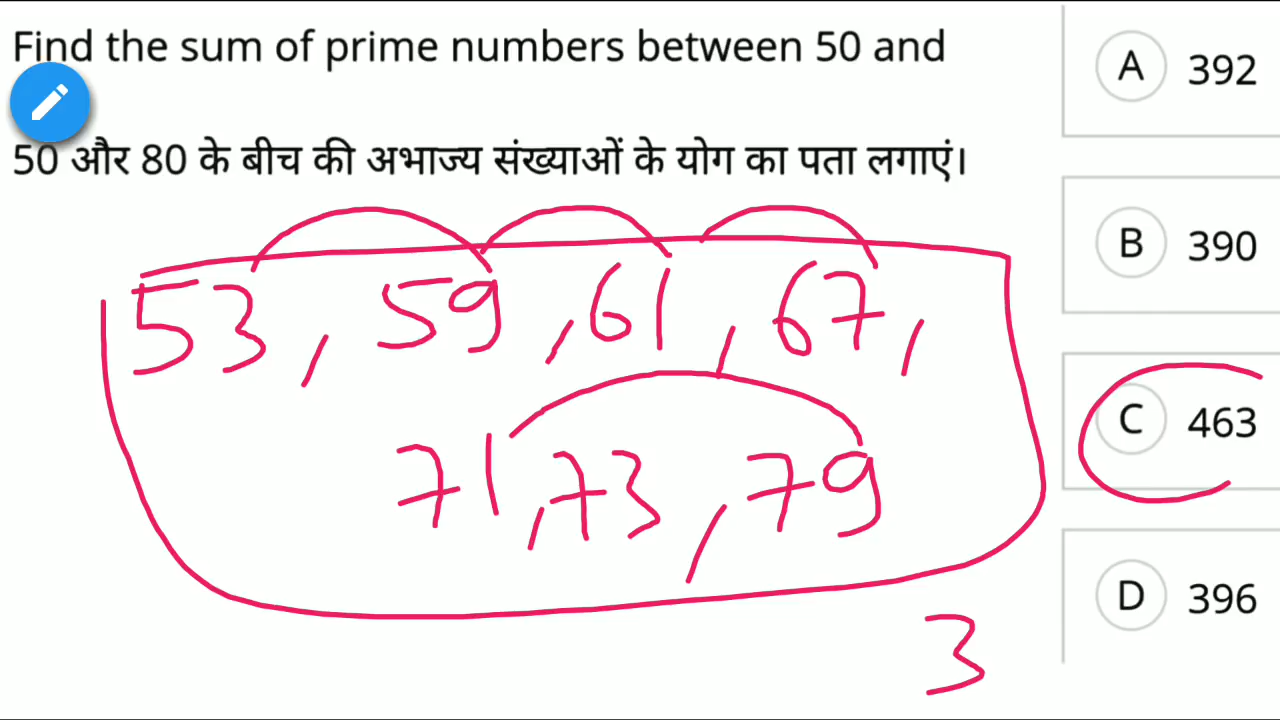 Find the sum of prime numbers between 50 and
50 और 80 के बीच की अभाज्य संख्याओं के योग का पता लगाएं।
53, 59, 61, 67,
71, 73, 79
3
A 392
B 390
C 463
D 396